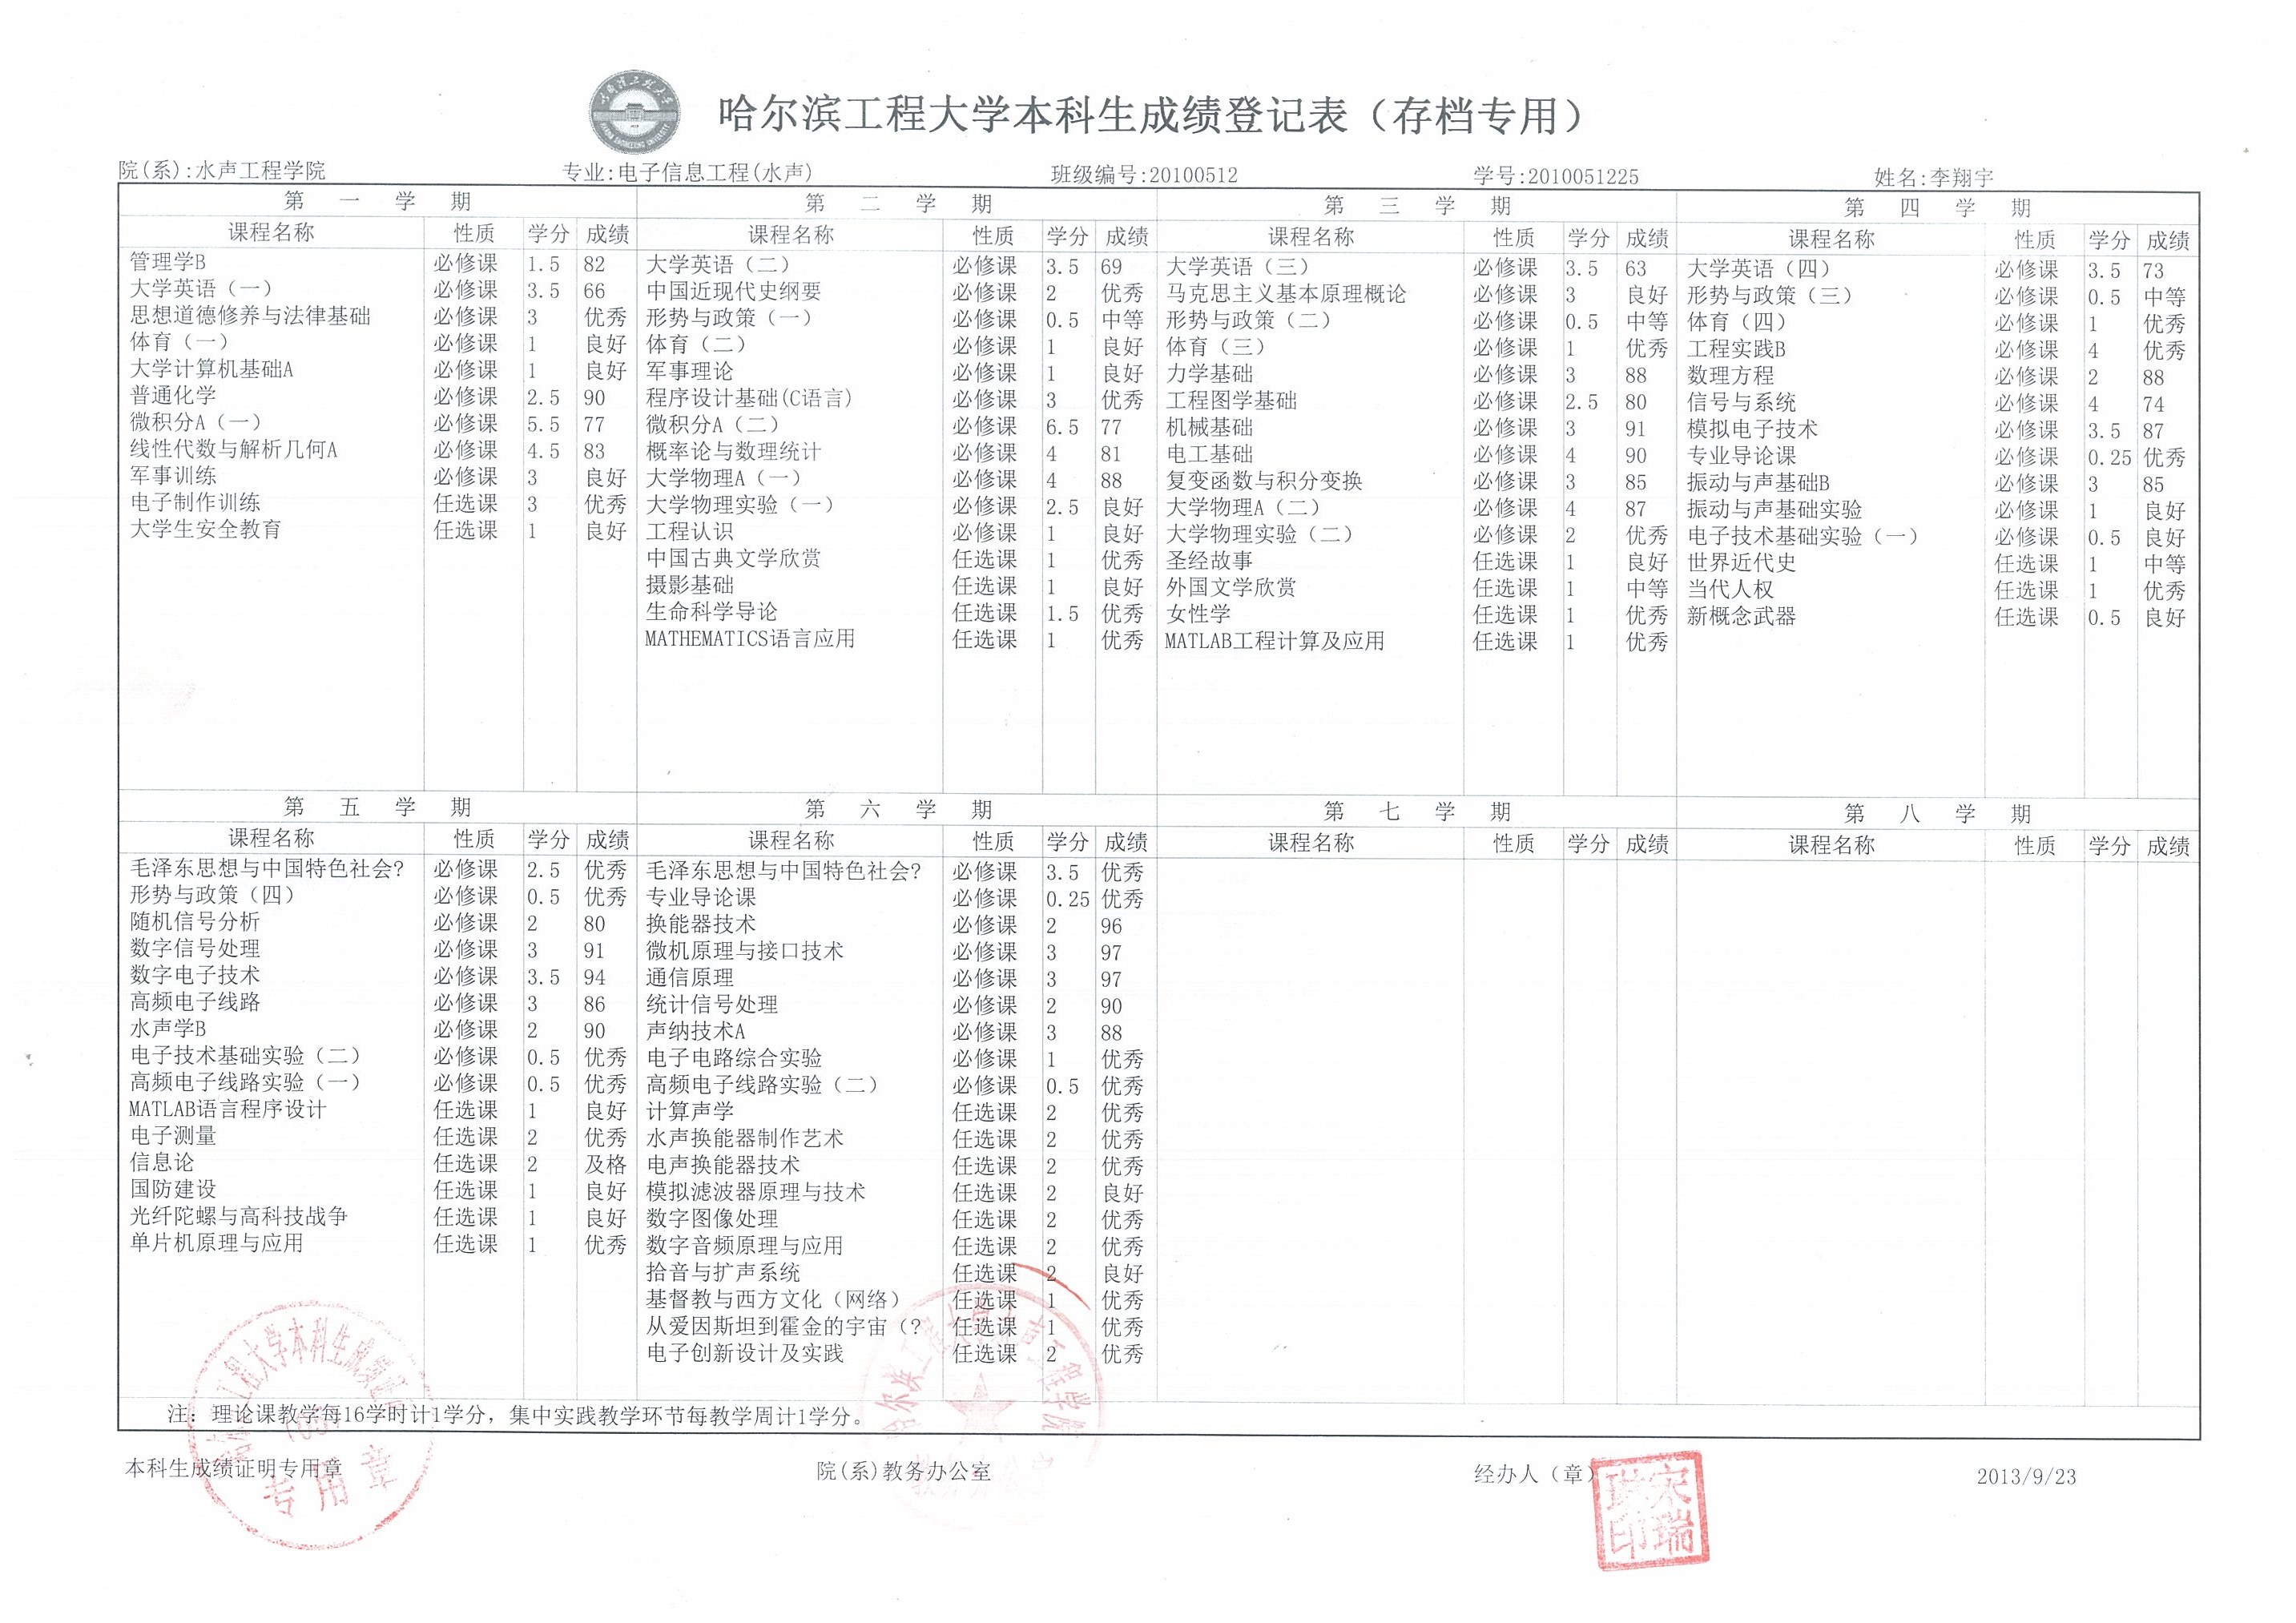 哈尔滨工程大学本科生成绩登记表（存档专用）
院(系):水声工程学院 专业:电子信息工程(水声) 班级编号:20100512 学号:2010051225 姓名:李翔宇
第一学期
课程名称 性质 学分 成绩
管理学B 必修课 1.5 82
大学英语（一） 必修课 3.5 66
思想道德修养与法律基础 必修课 3 优秀
体育（一） 必修课 1 良好
大学计算机基础A 必修课 1 良好
普通化学 必修课 2.5 90
微积分A（一） 必修课 5.5 77
线性代数与解析几何A 必修课 4.5 83
军事训练 必修课 3 良好
电子制作训练 任选课 3 优秀
大学生安全教育 任选课 1 良好
第二学期
课程名称 性质 学分 成绩
大学英语（二） 必修课 3.5 69
中国近现代史纲要 必修课 2 优秀
形势与政策（一） 必修课 0.5 中等
体育（二） 必修课 1 良好
军事理论 必修课 1 良好
程序设计基础(C语言) 必修课 3 优秀
微积分A（二） 必修课 6.5 77
概率论与数理统计 必修课 4 81
大学物理A（一） 必修课 4 88
大学物理实验（一） 必修课 2.5 良好
工程认识 必修课 1 良好
中国古典文学欣赏 任选课 1 优秀
摄影基础 任选课 1 良好
生命科学导论 任选课 1.5 优秀
MATHEMATICS语言应用 任选课 1 优秀
第三学期
课程名称 性质 学分 成绩
大学英语（三） 必修课 3.5 63
马克思主义基本原理概论 必修课 3 良好
形势与政策（二） 必修课 0.5 中等
体育（三） 必修课 1 优秀
力学基础 必修课 3 88
工程图学基础 必修课 2.5 80
机械基础 必修课 3 91
电工基础 必修课 4 90
复变函数与积分变换 必修课 3 85
大学物理A（二） 必修课 4 87
大学物理实验（二） 必修课 2 优秀
圣经故事 任选课 1 良好
外国文学欣赏 任选课 1 中等
女性学 任选课 1 优秀
MATLAB工程计算及应用 任选课 1 优秀
第四学期
课程名称 性质 学分 成绩
大学英语（四） 必修课 3.5 73
形势与政策（三） 必修课 0.5 中等
体育（四） 必修课 1 优秀
工程实践B 必修课 4 优秀
数理方程 必修课 2 88
信号与系统 必修课 4 74
模拟电子技术 必修课 3.5 87
专业导论课 必修课 0.25 优秀
振动与声基础B 必修课 3 85
振动与声基础实验 必修课 1 良好
电子技术基础实验（一） 必修课 0.5 良好
世界近代史 任选课 1 中等
当代人权 任选课 1 优秀
新概念武器 任选课 0.5 良好
第五学期
课程名称 性质 学分 成绩
毛泽东思想与中国特色社会? 必修课 2.5 优秀
形势与政策（四） 必修课 0.5 优秀
随机信号分析 必修课 2 80
数字信号处理 必修课 3 91
数字电子技术 必修课 3.5 94
高频电子线路 必修课 3 86
水声学B 必修课 2 90
电子技术基础实验（二） 必修课 0.5 优秀
高频电子线路实验（一） 必修课 0.5 优秀
MATLAB语言程序设计 任选课 1 良好
电子测量 任选课 2 优秀
信息论 任选课 2 及格
国防建设 任选课 1 良好
光纤陀螺与高科技战争 任选课 1 良好
单片机原理与应用 任选课 1 优秀
第六学期
课程名称 性质 学分 成绩
毛泽东思想与中国特色社会? 必修课 3.5 优秀
专业导论课 必修课 0.25 优秀
换能器技术 必修课 2 96
微机原理与接口技术 必修课 3 97
通信原理 必修课 3 97
统计信号处理 必修课 2 90
声纳技术A 必修课 3 88
电子电路综合实验 必修课 1 优秀
高频电子线路实验（二） 必修课 0.5 优秀
计算声学 任选课 2 优秀
水声换能器制作艺术 任选课 2 优秀
电声换能器技术 任选课 2 优秀
模拟滤波器原理与技术 任选课 2 良好
数字图像处理 任选课 2 优秀
数字音频原理与应用 任选课 2 优秀
拾音与扩声系统 任选课 2 良好
基督教与西方文化（网络） 任选课 1 优秀
从爱因斯坦到霍金的宇宙（? 任选课 1 优秀
电子创新设计及实践 任选课 2 优秀
第七学期
课程名称 性质 学分 成绩
第八学期
课程名称 性质 学分 成绩
注：理论课教学每16学时计1学分，集中实践教学环节每教学周计1学分。
本科生成绩证明专用章 院(系)教务办公室 经办人（章） 2013/9/23
专用章